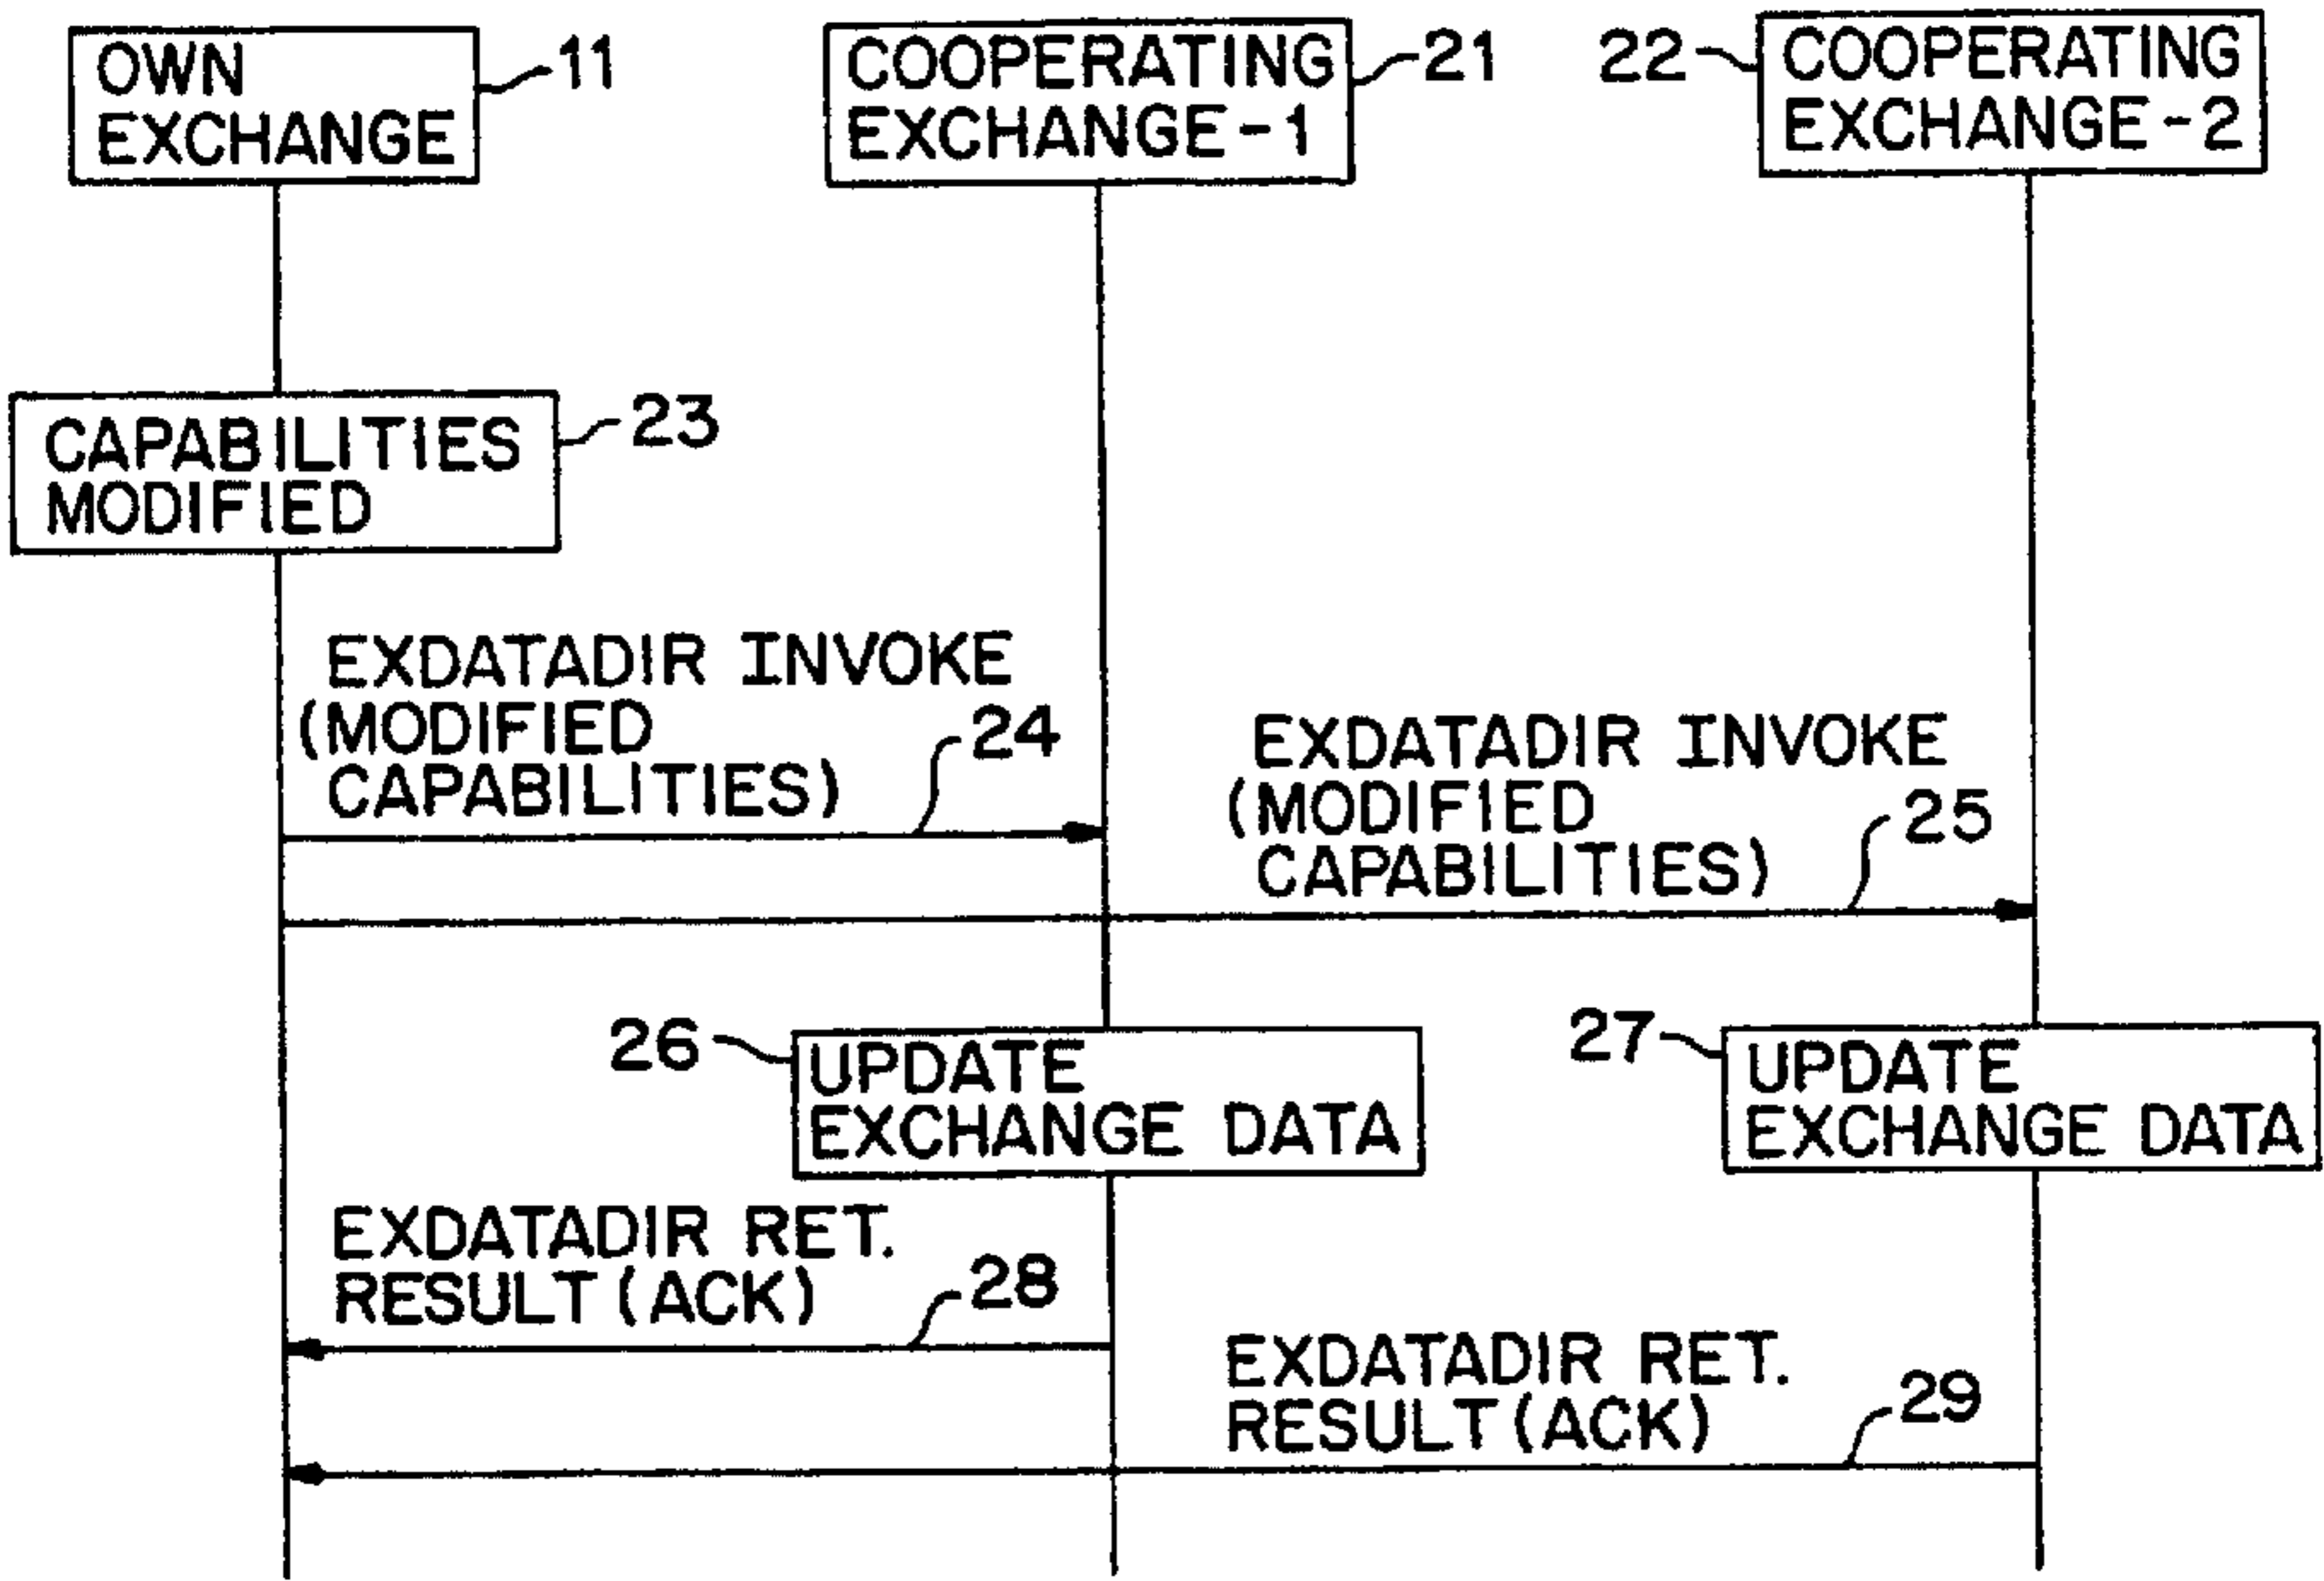 OWN
EXCHANGE
11
COOPERATING
EXCHANGE-1
21
22
COOPERATING
EXCHANGE-2
CAPABILITIES
MODIFIED
23
EXDATADIR INVOKE
(MODIFIED
CAPABILITIES)
24
EXDATADIR INVOKE
(MODIFIED
CAPABILITIES)
25
26
UPDATE
EXCHANGE DATA
27
UPDATE
EXCHANGE DATA
EXDATADIR RET.
RESULT (ACK)
28
EXDATADIR RET.
RESULT (ACK)
29